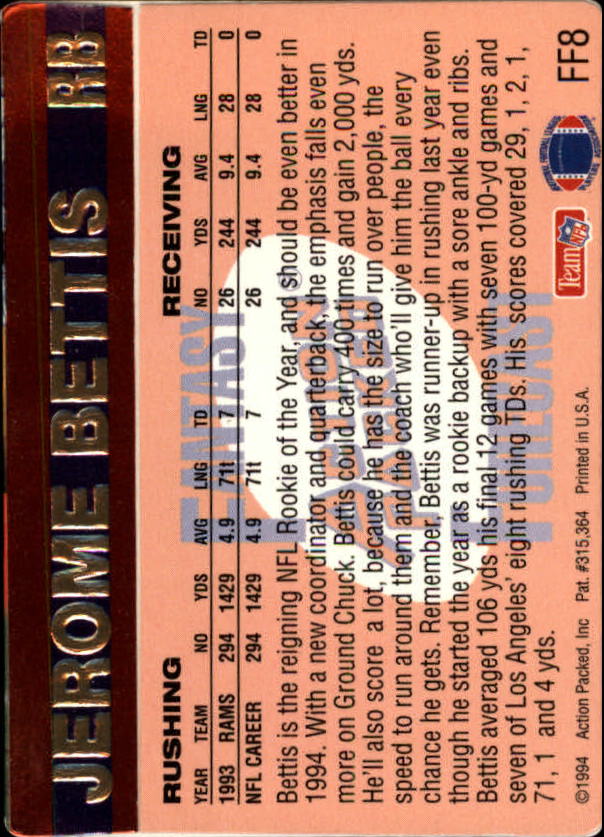 JEROME BETTIS RB
RUSHING RECEIVING
YEAR TEAM NO YDS AVG LNG TD NO YDS AVG LNG TD
1993 RAMS 294 1429 4.9 71t 7 26 244 9.4 28 0
NFL CAREER 294 1429 4.9 71t 7 26 244 9.4 28 0
FANTASY
ACTION PACKED
FORECAST
Bettis is the reigning NFL Rookie of the Year, and should be even better in
1994. With a new coordinator and quarterback, the emphasis falls even
more on Ground Chuck. Bettis could carry 400 times and gain 2,000 yds.
He'll also score a lot, because he has the size to run over people, the
speed to run around them and the coach who'll give him the ball every
chance he gets. Remember, Bettis was runner-up in rushing last year even
though he started the year as a rookie backup with a sore ankle and ribs.
Bettis averaged 106 yds his final 12 games with seven 100-yd games and
seven of Los Angeles' eight rushing TDs. His scores covered 29, 1, 2, 1,
71, 1 and 4 yds.
©1994 Action Packed, Inc Pat. #315,364 Printed in U.S.A.
Team NFL
FF8